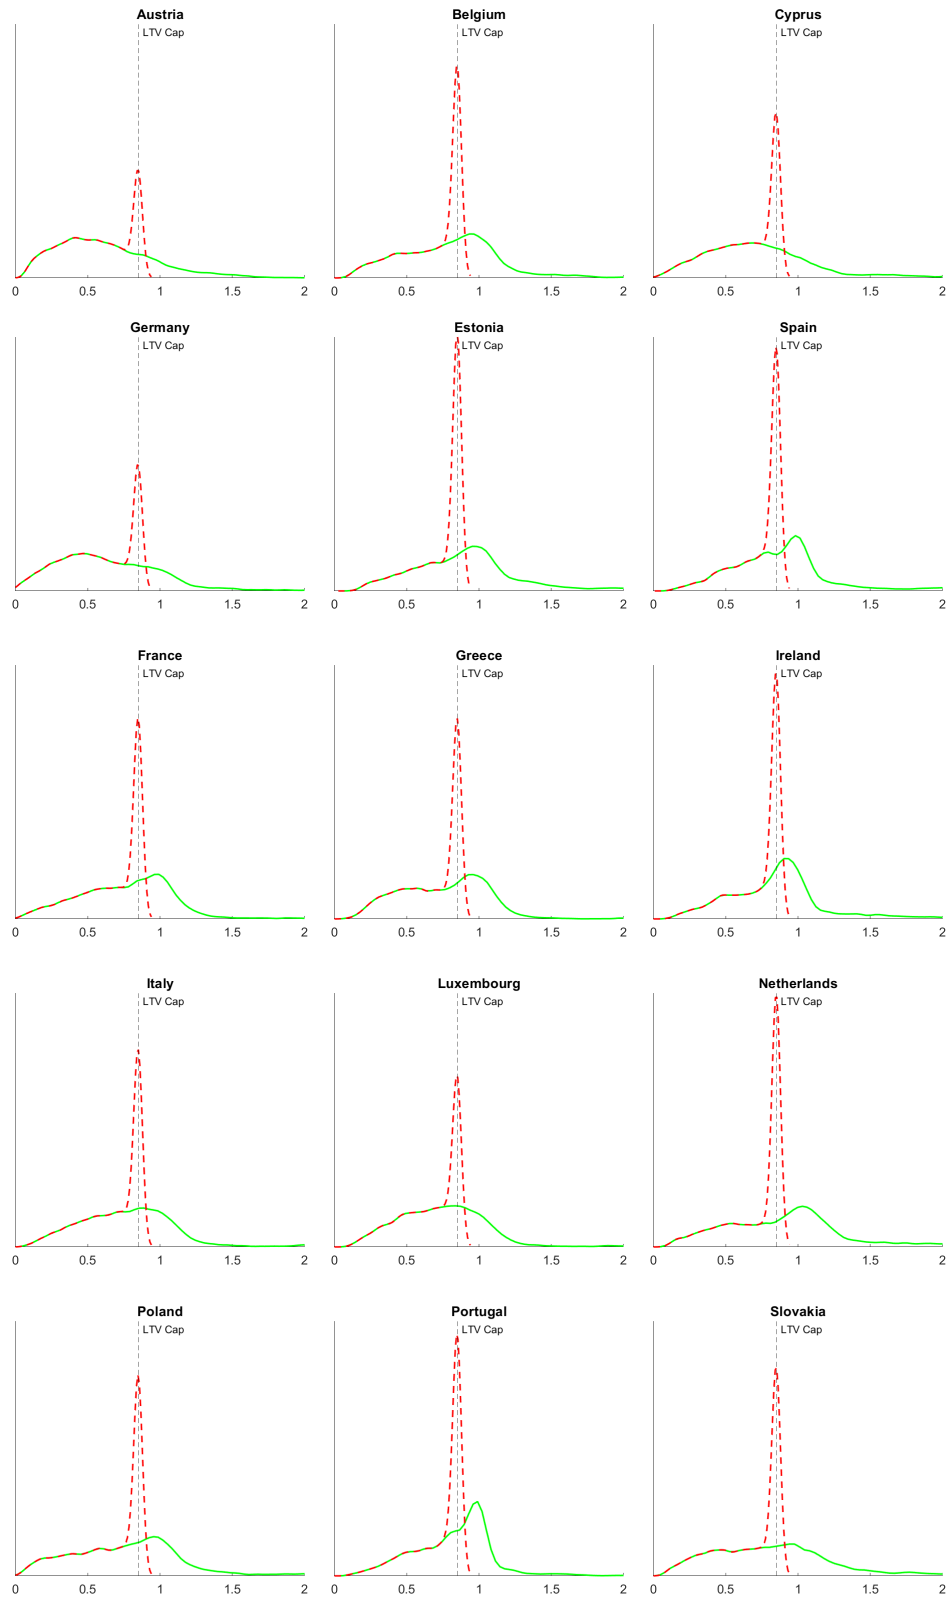 Austria Belgium Cyprus
LTV Cap LTV Cap LTV Cap
0 0.5 1 1.5 2 0 0.5 1 1.5 2 0 0.5 1 1.5 2
Germany Estonia Spain
LTV Cap LTV Cap LTV Cap
0 0.5 1 1.5 2 0 0.5 1 1.5 2 0 0.5 1 1.5 2
France Greece Ireland
LTV Cap LTV Cap LTV Cap
0 0.5 1 1.5 2 0 0.5 1 1.5 2 0 0.5 1 1.5 2
Italy Luxembourg Netherlands
LTV Cap LTV Cap LTV Cap
0 0.5 1 1.5 2 0 0.5 1 1.5 2 0 0.5 1 1.5 2
Poland Portugal Slovakia
LTV Cap LTV Cap LTV Cap
0 0.5 1 1.5 2 0 0.5 1 1.5 2 0 0.5 1 1.5 2